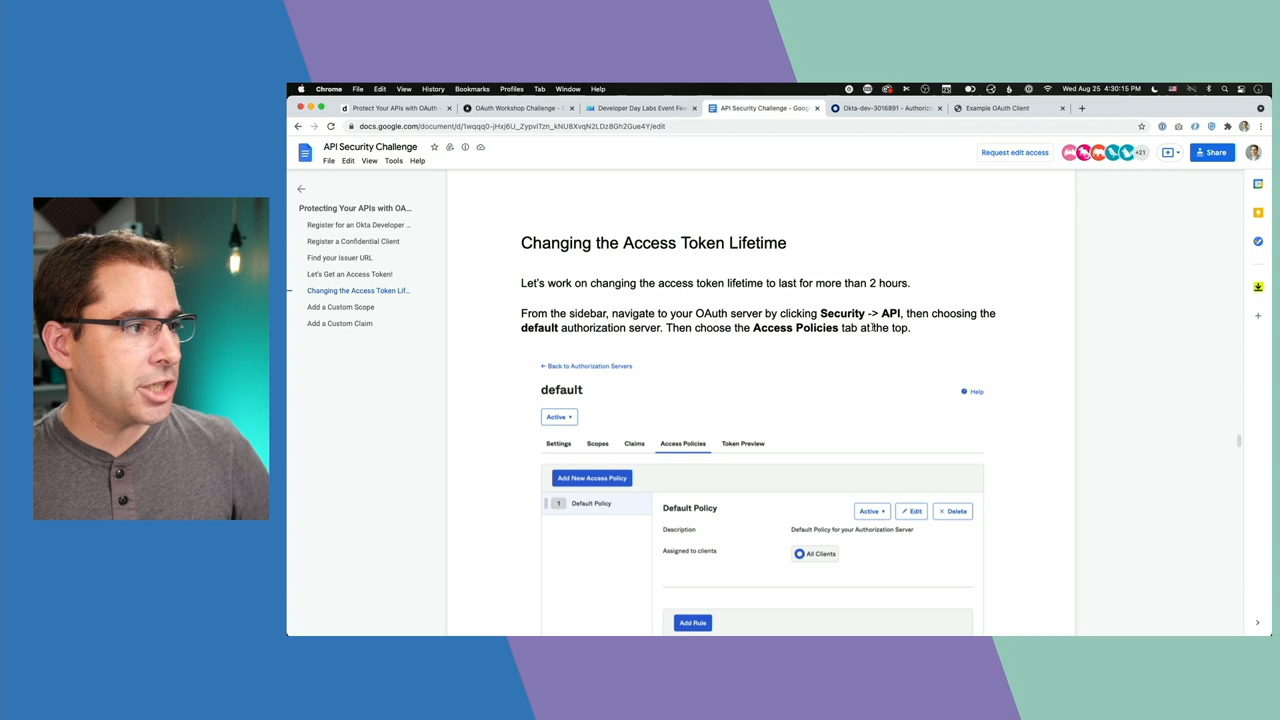 Chrome File Edit View History Bookmarks Profiles Tab Window Help
Wed Aug 25 4:30:15 PM
Protect Your APIs with OAuth
OAuth Workshop Challenge - 
Developer Day Labs Event Fee
API Security Challenge - Goog
Okta-dev-3016891 - Authoriza
Example OAuth Client
API Security Challenge
File Edit View Tools Help
Request edit access
+21
Share
Protecting Your APIs with OA...
Register for an Okta Developer ...
Register a Confidential Client
Find your Issuer URL
Let's Get an Access Token!
Changing the Access Token Lif...
Add a Custom Scope
Add a Custom Claim
Changing the Access Token Lifetime
Let's work on changing the access token lifetime to last for more than 2 hours.
From the sidebar, navigate to your OAuth server by clicking Security -> API, then choosing the
default authorization server. Then choose the Access Policies tab at the top.
← Back to Authorization Servers
default
Help
Active
Settings Scopes Claims Access Policies Token Preview
Add New Access Policy
1 Default Policy
Default Policy
Active Edit × Delete
Description Default Policy for your Authorization Server
Assigned to clients All Clients
Add Rule